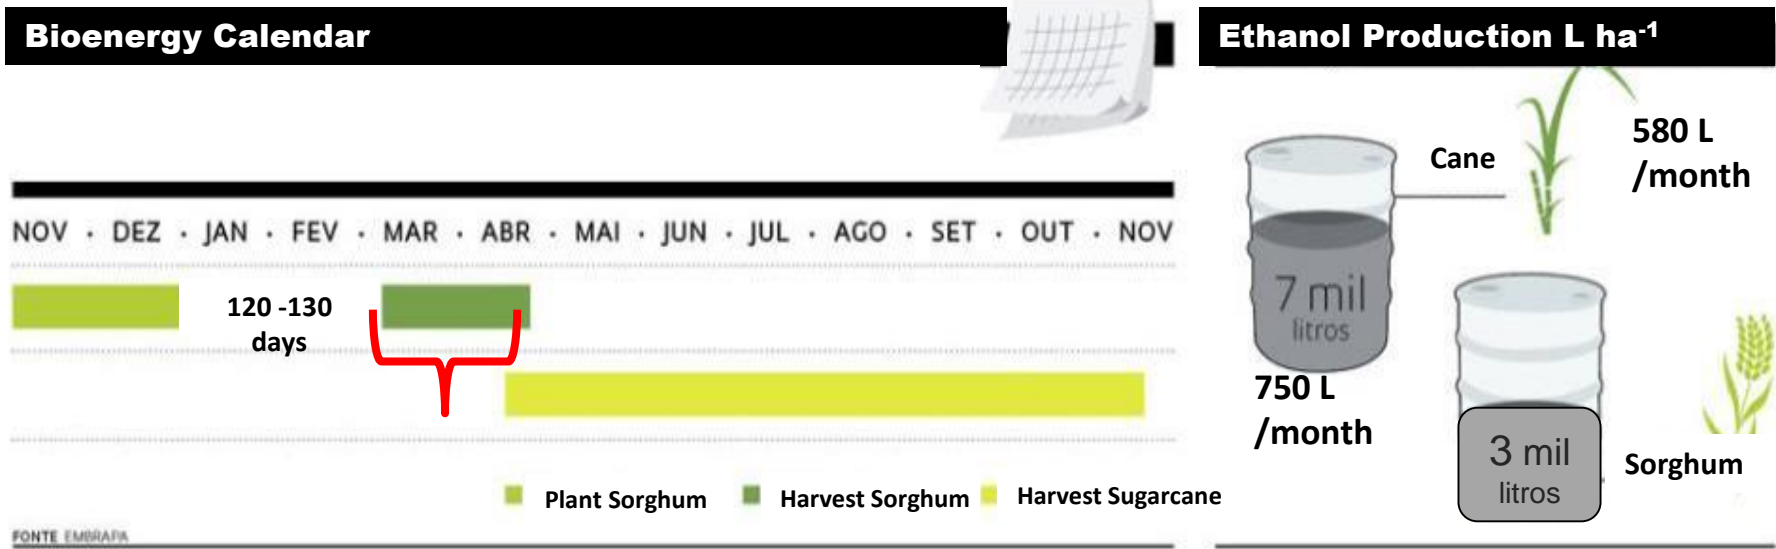 Bioenergy Calendar
NOV · DEZ · JAN · FEV · MAR · ABR · MAI · JUN · JUL · AGO · SET · OUT · NOV
120 -130
days
Plant Sorghum
Harvest Sorghum
Harvest Sugarcane
FONTE EMBRAPA
Ethanol Production L ha-1
Cane
580 L
/month
7 mil
litros
750 L
/month
3 mil
litros
Sorghum